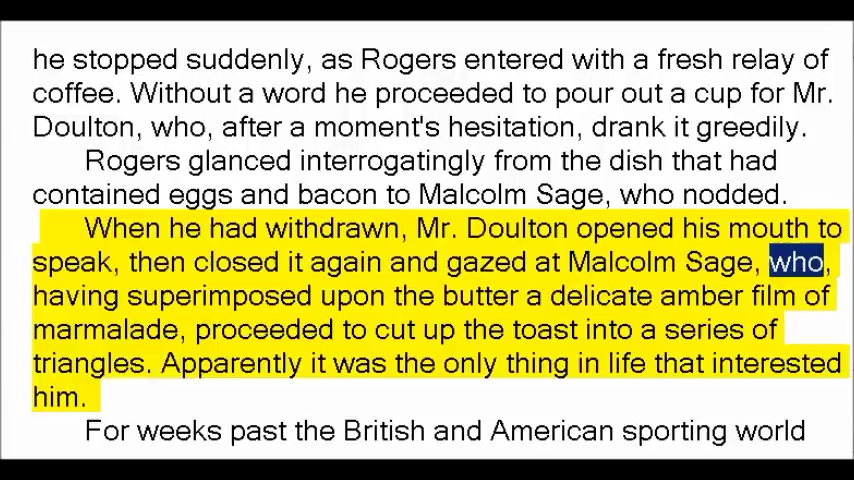 he stopped suddenly, as Rogers entered with a fresh relay of
coffee. Without a word he proceeded to pour out a cup for Mr.
Doulton, who, after a moment's hesitation, drank it greedily.
Rogers glanced interrogatingly from the dish that had
contained eggs and bacon to Malcolm Sage, who nodded.
When he had withdrawn, Mr. Doulton opened his mouth to
speak, then closed it again and gazed at Malcolm Sage, who,
having superimposed upon the butter a delicate amber film of
marmalade, proceeded to cut up the toast into a series of
triangles. Apparently it was the only thing in life that interested
him.
For weeks past the British and American sporting world